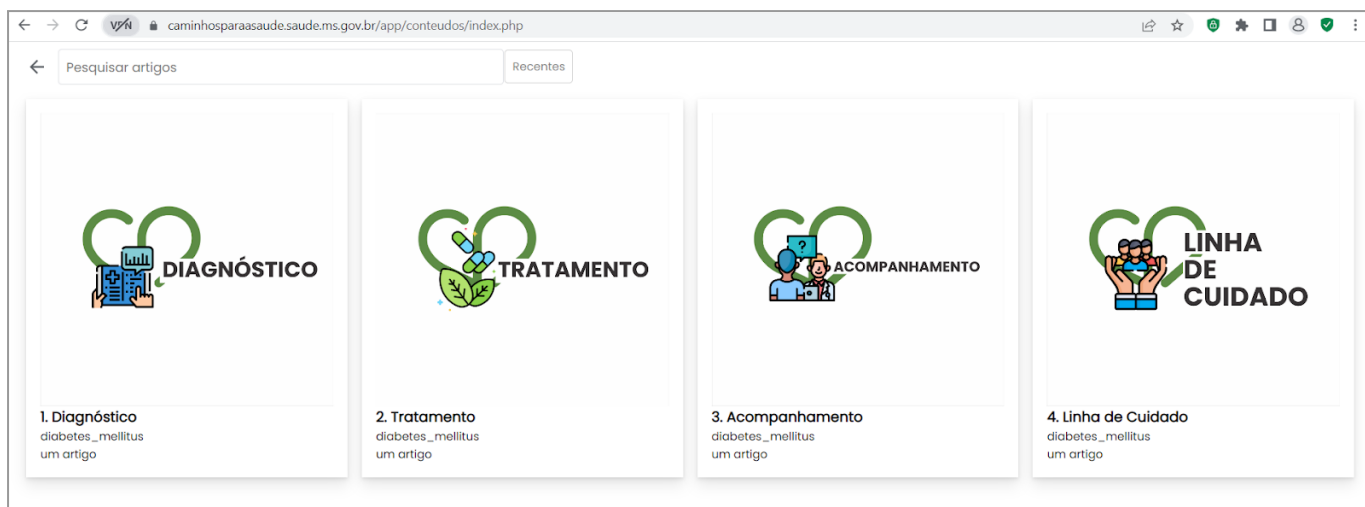 VPN caminhosparaasaude.saude.ms.gov.br/app/conteudos/index.php
Pesquisar artigos
Recentes
DIAGNÓSTICO
1. Diagnóstico
diabetes_mellitus
um artigo
TRATAMENTO
2. Tratamento
diabetes_mellitus
um artigo
?
ACOMPANHAMENTO
3. Acompanhamento
diabetes_mellitus
um artigo
LINHA
DE
CUIDADO
4. Linha de Cuidado
diabetes_mellitus
um artigo